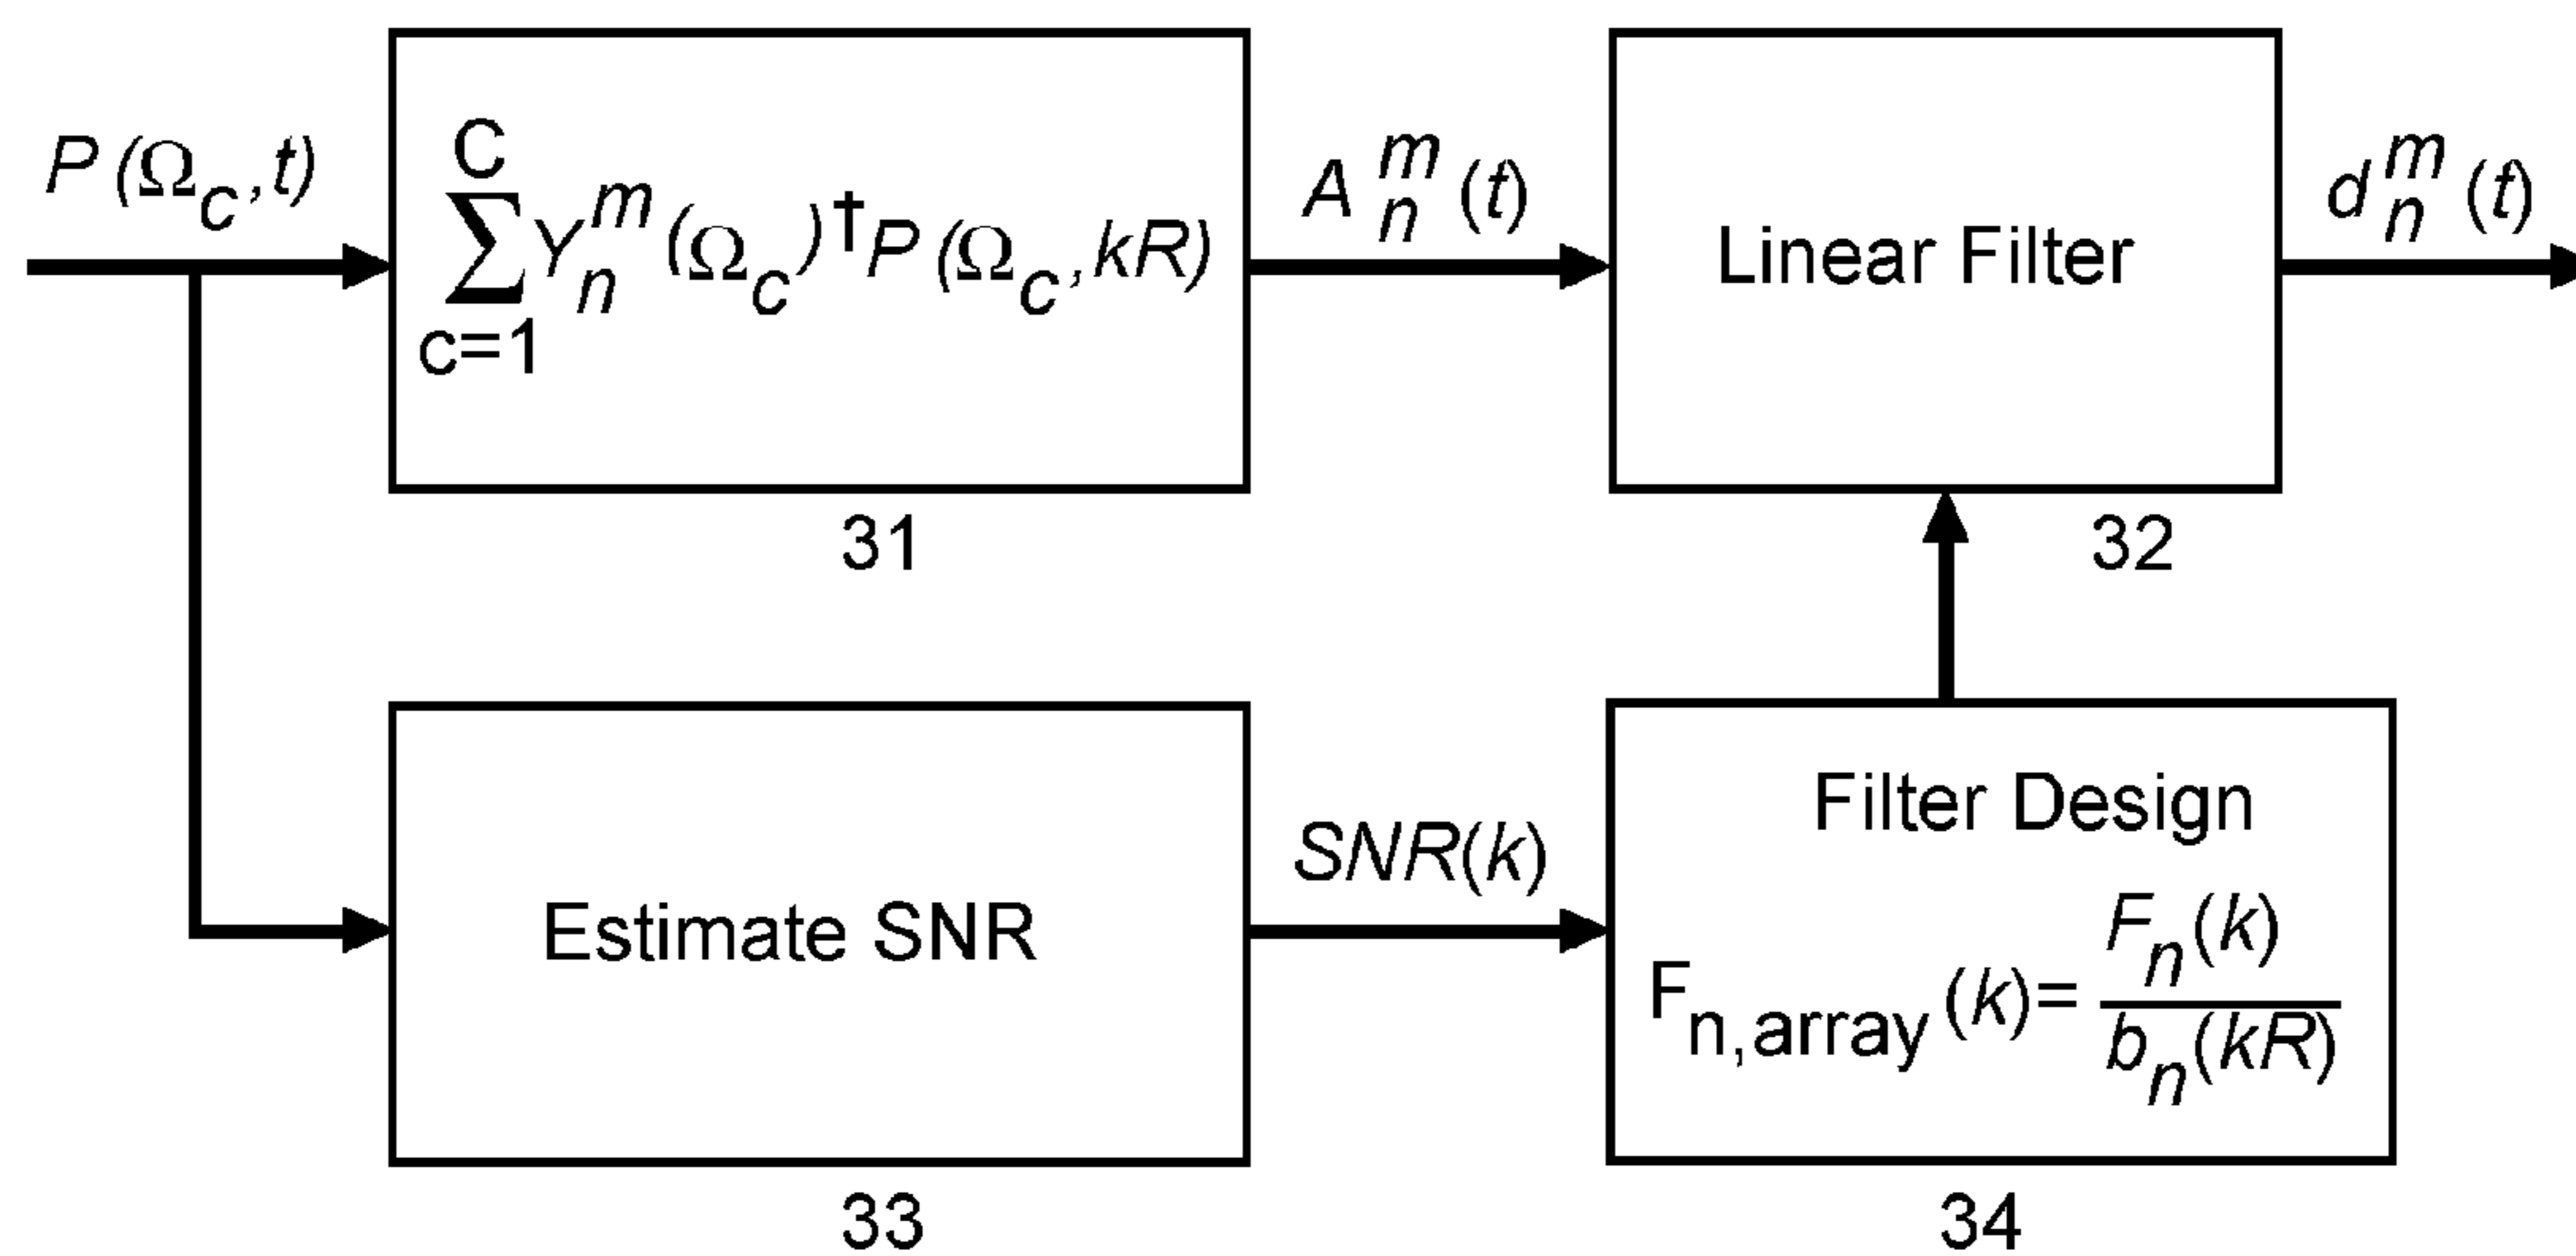 P(Ω_c,t)
C
∑ Y_n^m(Ω_c)†P(Ω_c,kR)
c=1
31
A_n^m(t)
Linear Filter
32
d_n^m(t)
Estimate SNR
33
SNR(k)
Filter Design
F_n,array(k)= F_n(k)
b_n(kR)
34